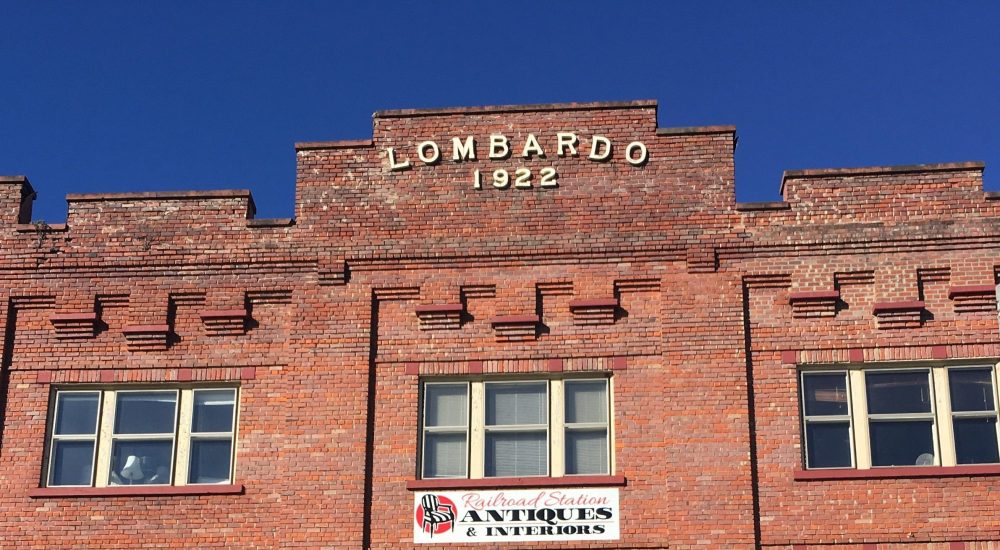 LOMBARDO
1922
Railroad Station
ANTIQUES
& INTERIORS